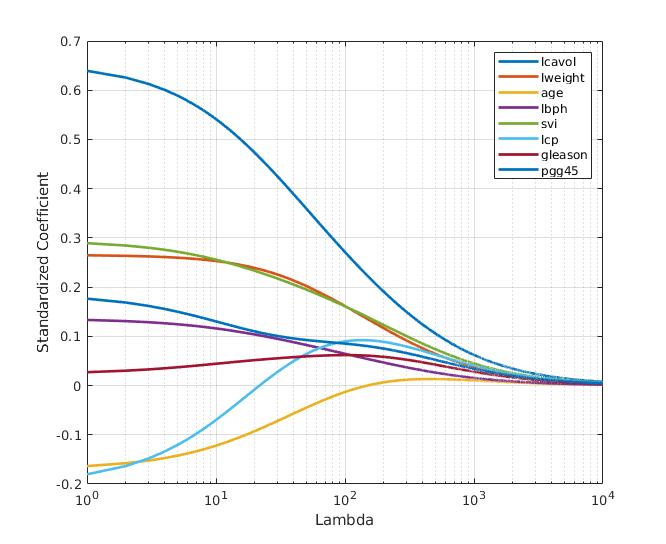 0.7
0.6
0.5
0.4
0.3
0.2
0.1
0
-0.1
-0.2
Standardized Coefficient
10^0
10^1
10^2
10^3
10^4
Lambda
lcavol
lweight
age
lbph
svi
lcp
gleason
pgg45